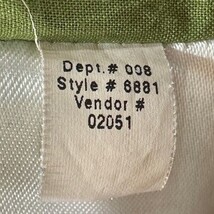 Dept.# 008
Style # 6881
Vendor #
02051